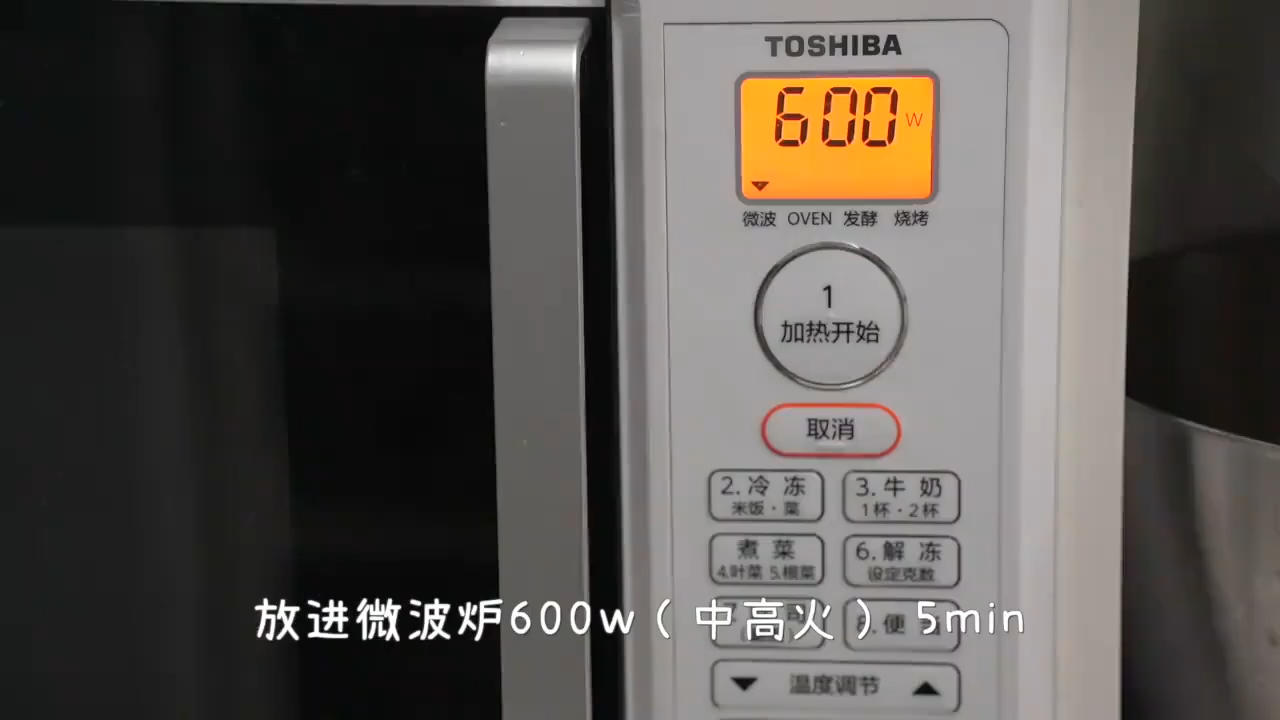 TOSHIBA
600W
微波 OVEN 发酵 烧烤
1
加热开始
取消
2.冷冻 3.牛奶
米饭·菜 1杯·2杯
煮菜 6.解冻
4.叶菜 5.根菜 设定克数
放进微波炉600w（中高火） 5min
8.便
温度调节